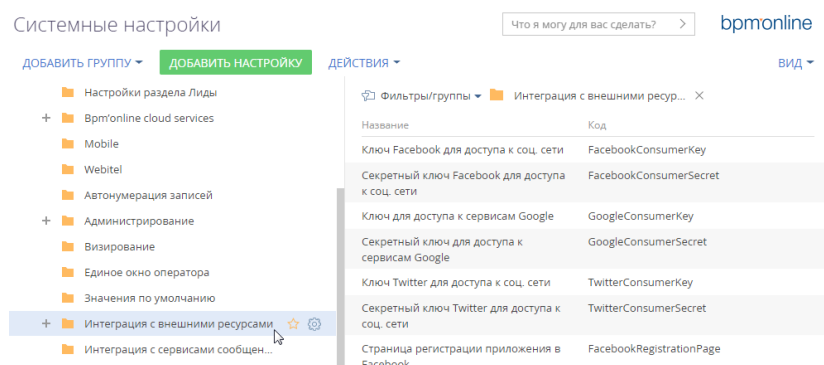 Системные настройки
Что я могу для вас сделать?
bpmonline
ДОБАВИТЬ ГРУППУ ДОБАВИТЬ НАСТРОЙКУ ДЕЙСТВИЯ ВИД
Настройки раздела Лиды
Bpm'online cloud services
Mobile
Webitel
Автонумерация записей
Администрирование
Визирование
Единое окно оператора
Значения по умолчанию
Интеграция с внешними ресурсами
Интеграция с сервисами сообщен...
Фильтры/группы Интеграция с внешними ресур...
Название Код
Ключ Facebook для доступа к соц. сети FacebookConsumerKey
Секретный ключ Facebook для доступа FacebookConsumerSecret
к соц. сети
Ключ для доступа к сервисам Google GoogleConsumerKey
Секретный ключ для доступа к GoogleConsumerSecret
сервисам Google
Ключ Twitter для доступа к соц. сети TwitterConsumerKey
Секретный ключ Twitter для доступа к TwitterConsumerSecret
соц. сети
Страница регистрации приложения в FacebookRegistrationPage
Facebook